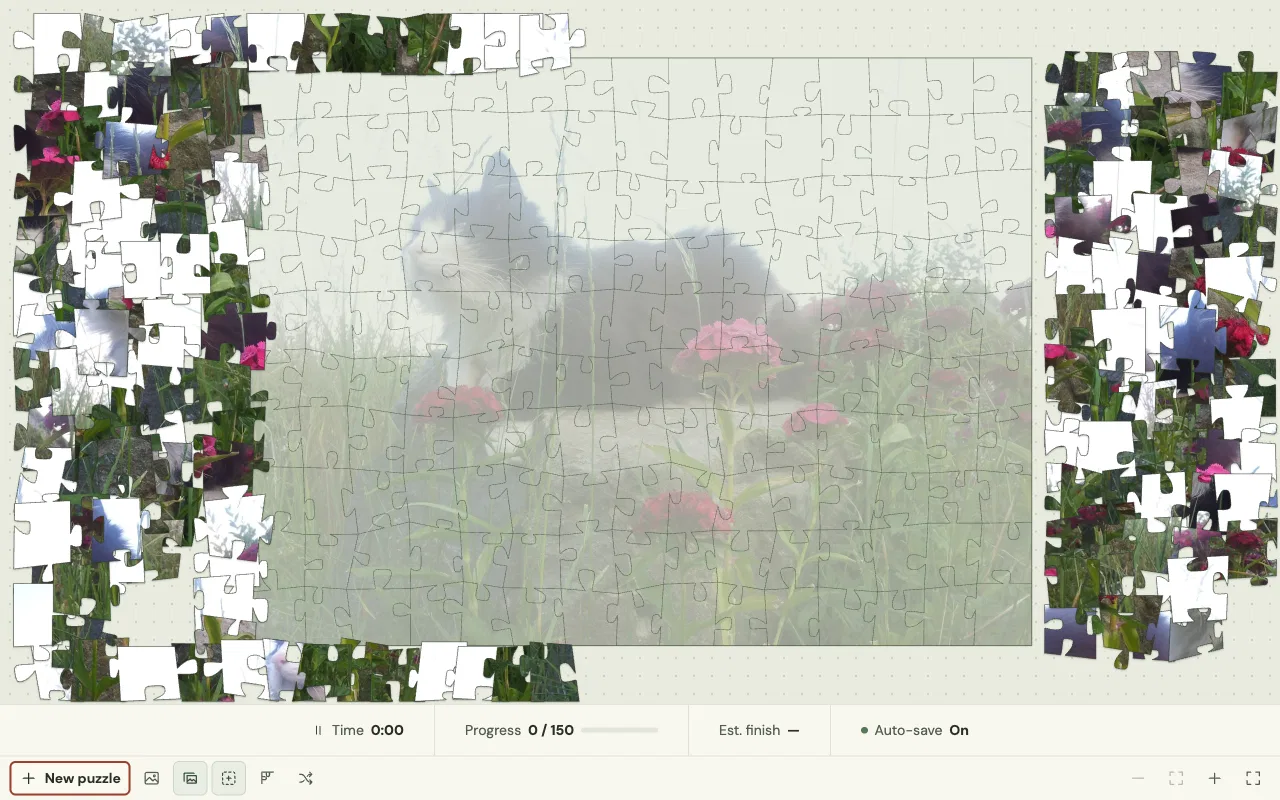 Time 0:00
Progress 0 / 150
Est. finish —
Auto-save On
New puzzle